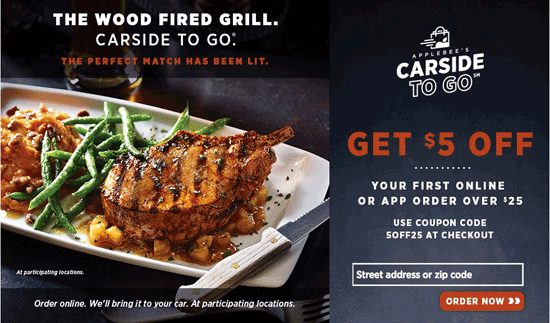 THE WOOD FIRED GRILL.
CARSIDE TO GO®.
THE PERFECT MATCH HAS BEEN LIT.
At participating locations.
Order online. We'll bring it to your car. At participating locations.
APPLEBEE'S
CARSIDE
TO GO℠
GET $5 OFF
YOUR FIRST ONLINE
OR APP ORDER OVER $25
USE COUPON CODE
5OFF25 AT CHECKOUT
Street address or zip code
ORDER NOW »